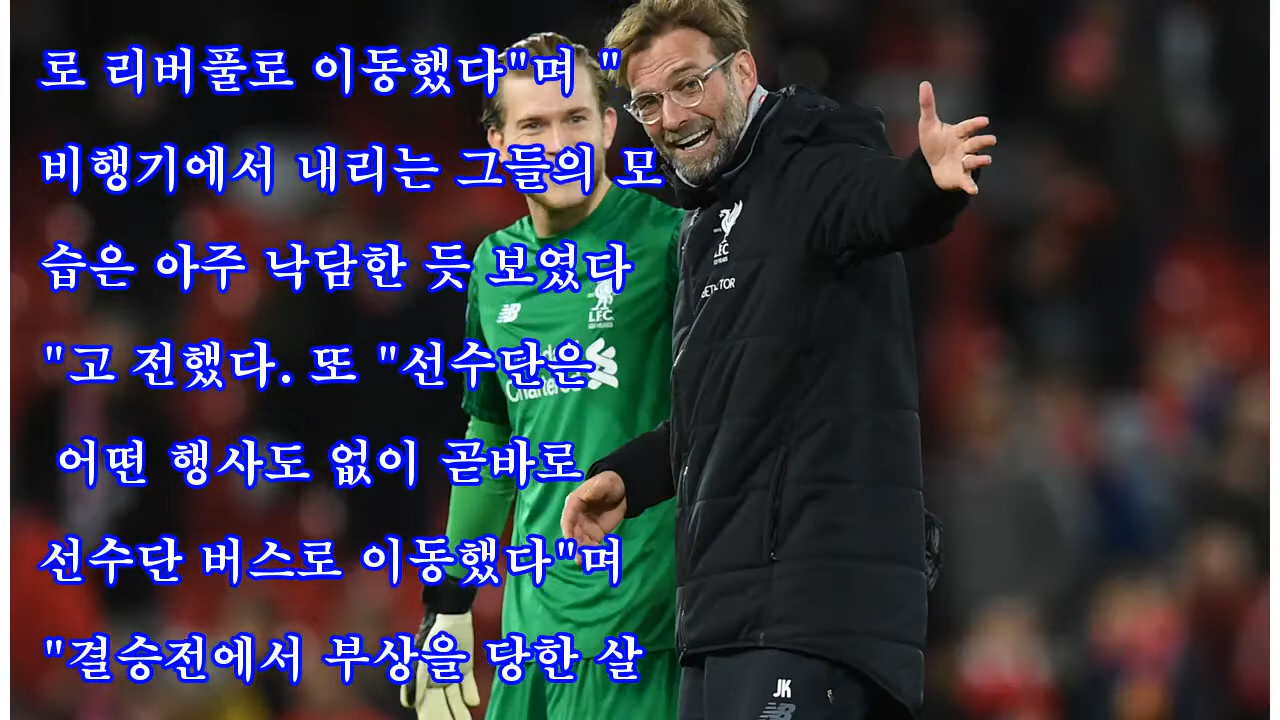 로 리버풀로 이동했다"며 "
비행기에서 내리는 그들의 모
습은 아주 낙담한 듯 보였다
"고 전했다. 또 "선수단은
어떤 행사도 없이 곧바로
선수단 버스로 이동했다"며
"결승전에서 부상을 당한 살
L.F.C.
LFC
JK